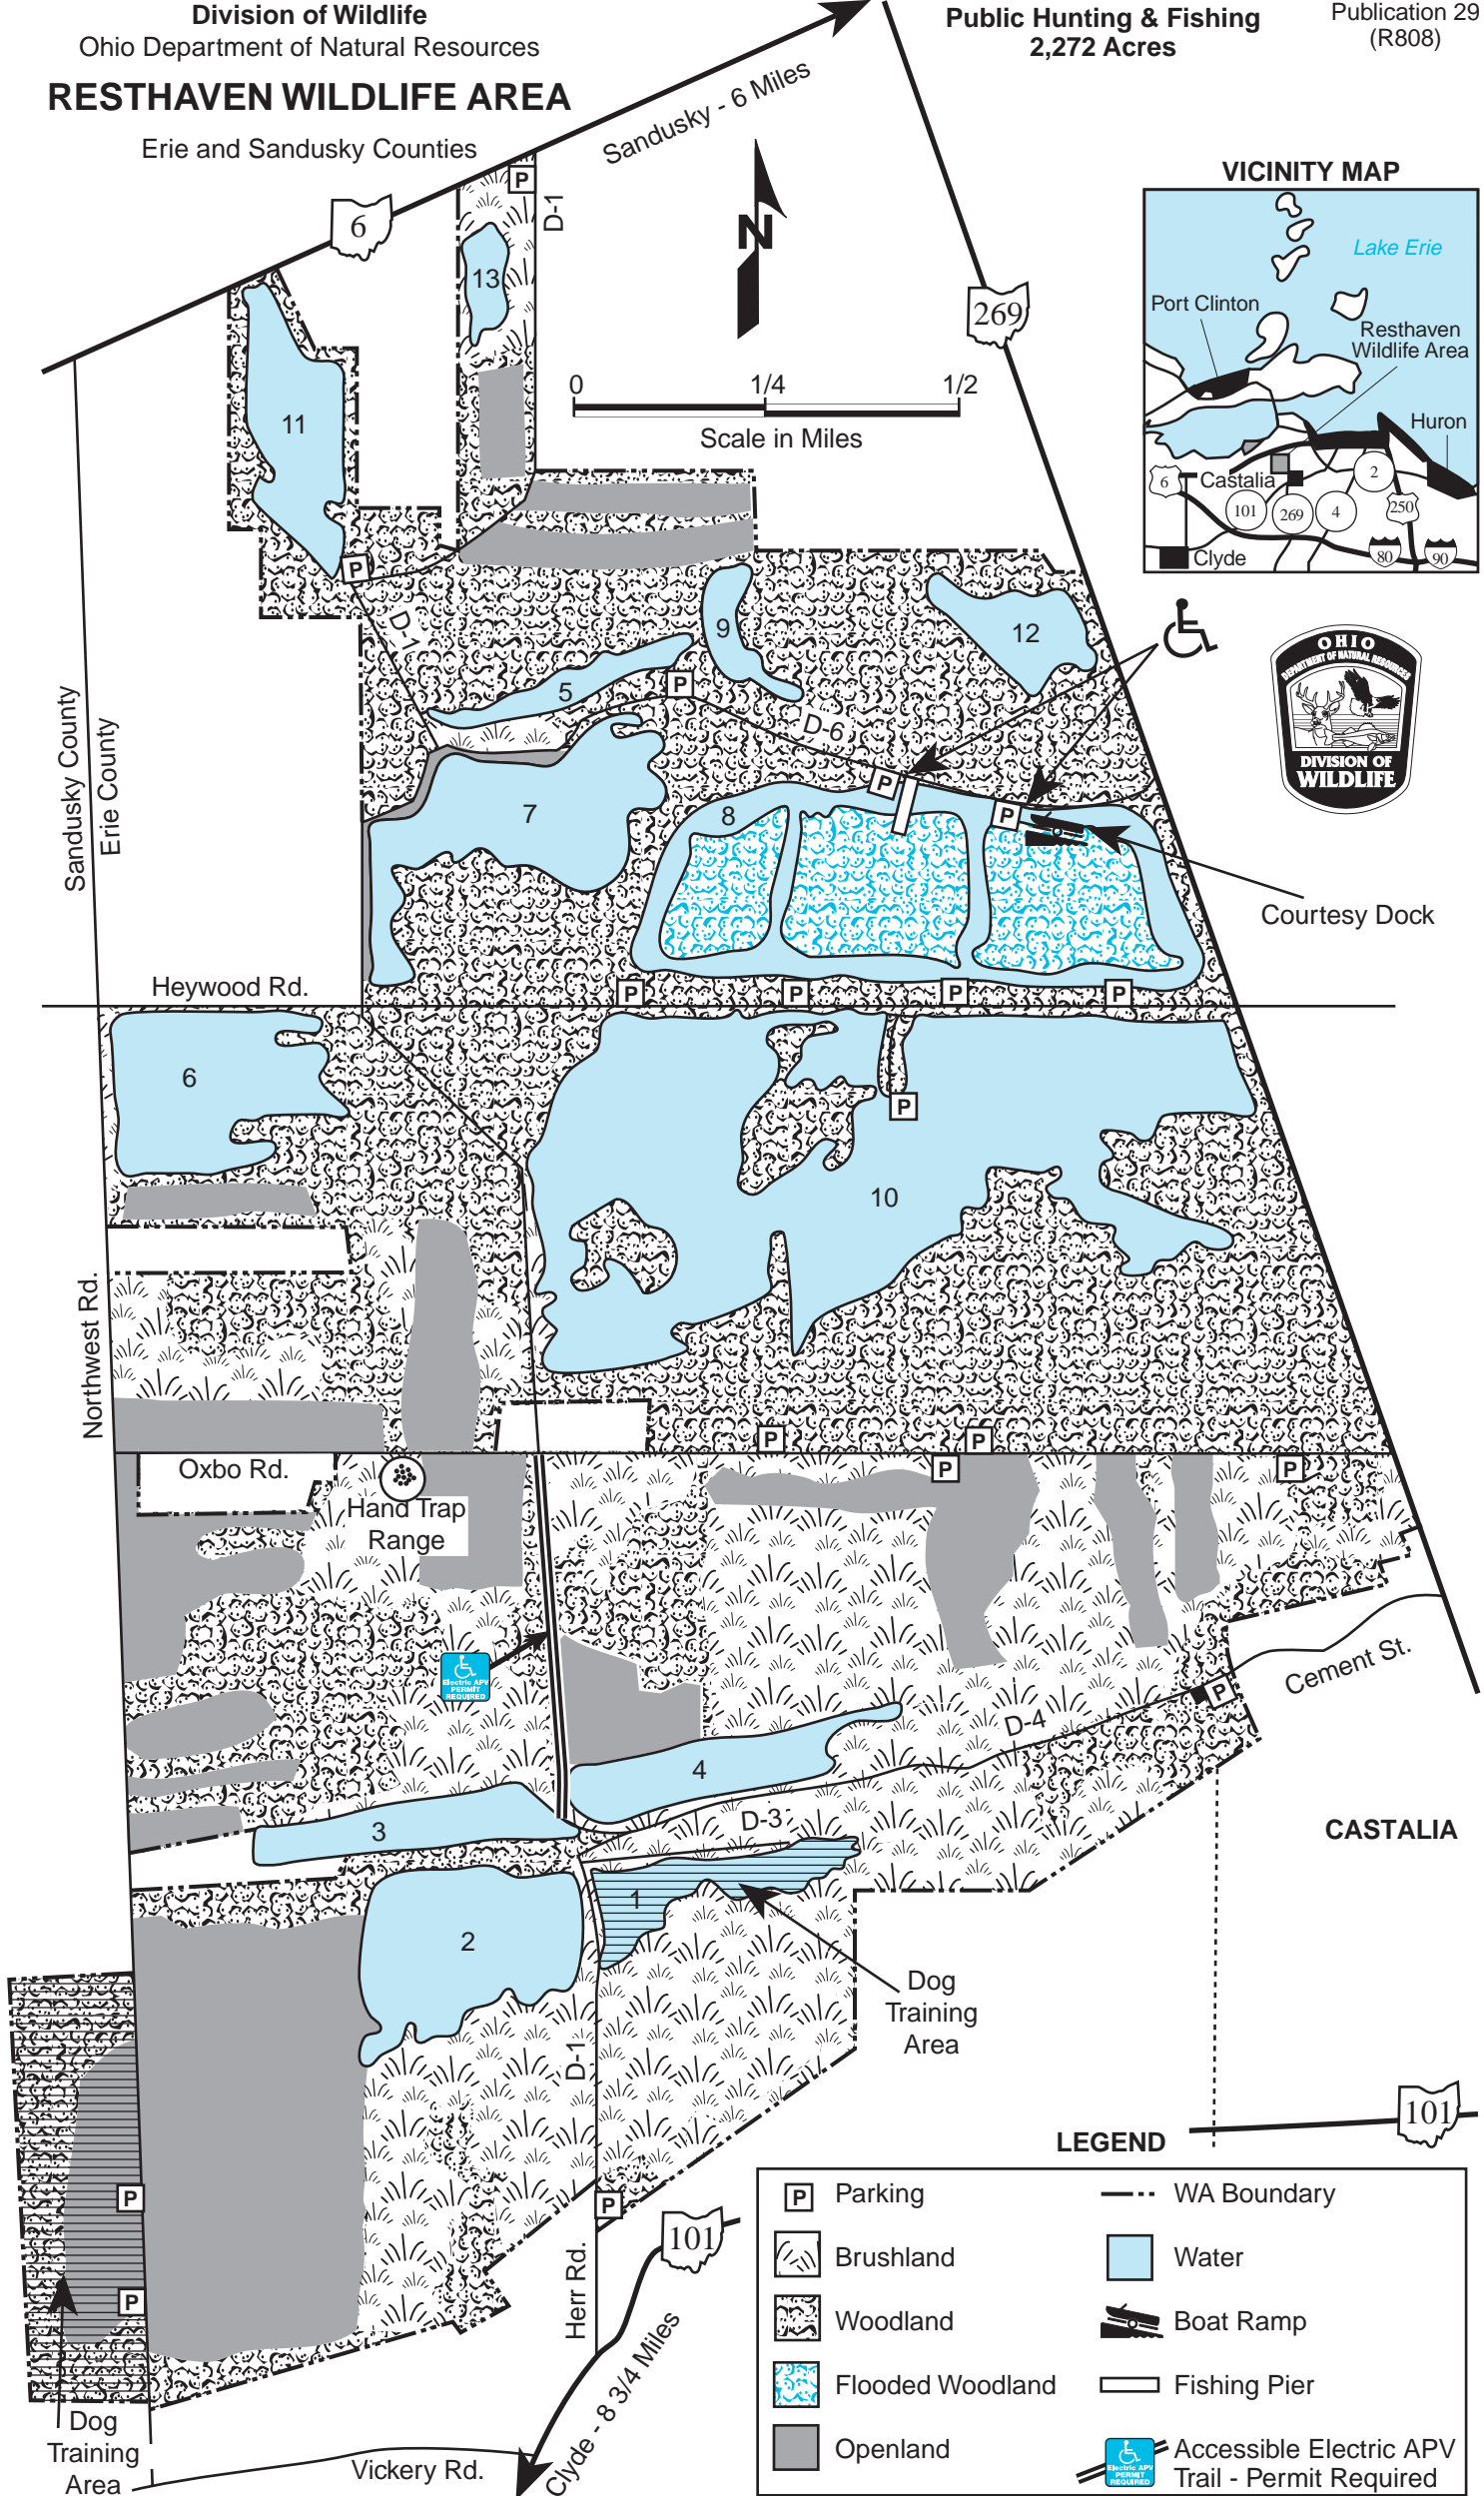 Division of Wildlife
Ohio Department of Natural Resources
RESTHAVEN WILDLIFE AREA
Erie and Sandusky Counties
Public Hunting & Fishing
2,272 Acres
Publication 29
(R808)
Sandusky - 6 Miles
6
P
D-1
N
269
13
11
0 1/4 1/2
Scale in Miles
VICINITY MAP
Lake Erie
Port Clinton
Resthaven
Wildlife Area
Huron
6
Castalia
2
101
269
4
250
Clyde
80
90
P
D-1
9
12
5
P
D-6
OHIO
DEPARTMENT OF NATURAL RESOURCES
DIVISION OF
WILDLIFE
Sandusky County
Erie County
7
8
P
P
Courtesy Dock
Heywood Rd.
P
P
P
P
6
P
10
Northwest Rd.
P
P
Oxbo Rd.
Hand Trap
Range
P
P
Electric APV
PERMIT
REQUIRED
Cement St.
P
D-4
4
D-3
3
CASTALIA
1
2
Dog
Training
Area
D-1
101
P
P
P
Herr Rd.
101
Clyde - 8 3/4 Miles
Dog
Training
Area
Vickery Rd.
LEGEND
P Parking
WA Boundary
Brushland
Water
Woodland
Boat Ramp
Flooded Woodland
Fishing Pier
Openland
Electric APV
PERMIT
REQUIRED
Accessible Electric APV
Trail - Permit Required